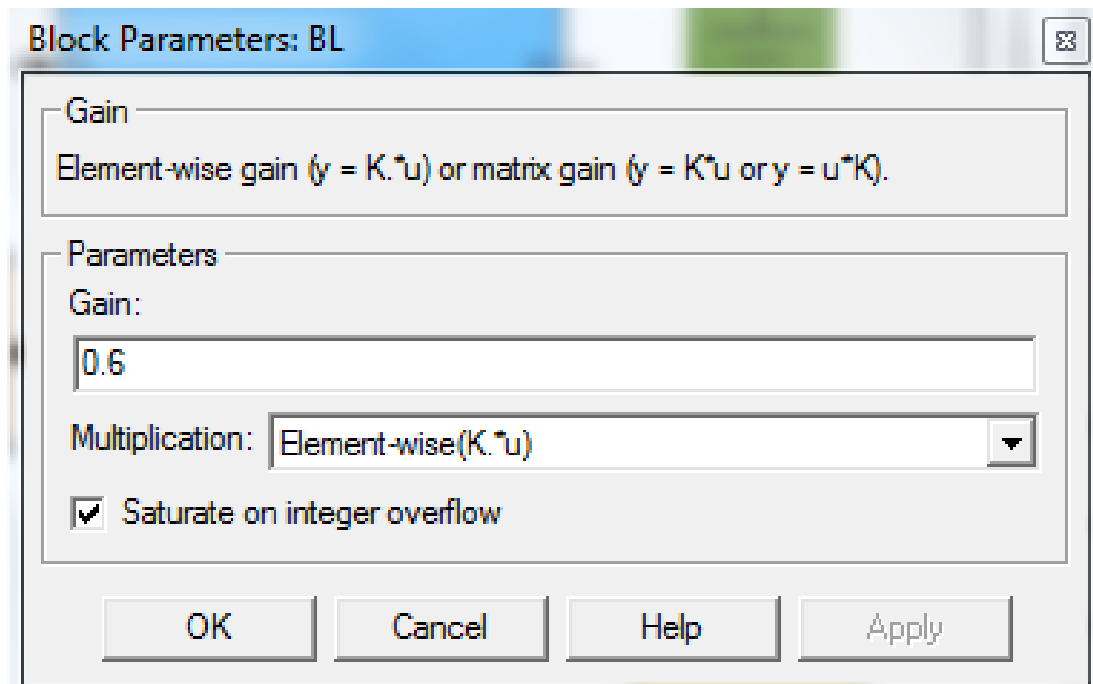 Block Parameters: BL
Gain
Element-wise gain (y = K.*u) or matrix gain (y = K*u or y = u*K).
Parameters
Gain:
0.6
Multiplication: Element-wise(K.*u)
Saturate on integer overflow
OK Cancel Help Apply